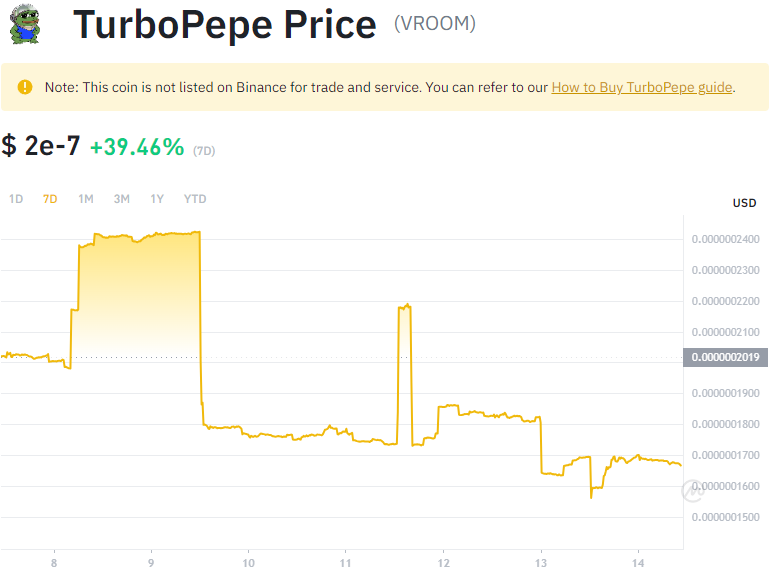 TurboPepe Price (VROOM)
Note: This coin is not listed on Binance for trade and service. You can refer to our How to Buy TurboPepe guide.
$ 2e-7 +39.46% (7D)
1D 7D 1M 3M 1Y YTD
USD
0.0000002400
0.0000002300
0.0000002200
0.0000002100
0.0000002019
0.0000001900
0.0000001800
0.0000001700
0.0000001600
0.0000001500
8 9 10 11 12 13 14